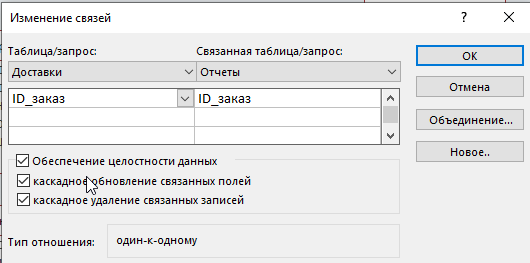 Изменение связей
?
Таблица/запрос: Связанная таблица/запрос:
Доставки Отчеты
ID_заказ ID_заказ
Обеспечение целостности данных
каскадное обновление связанных полей
каскадное удаление связанных записей
Тип отношения: один-к-одному
ОК
Отмена
Объединение...
Новое..